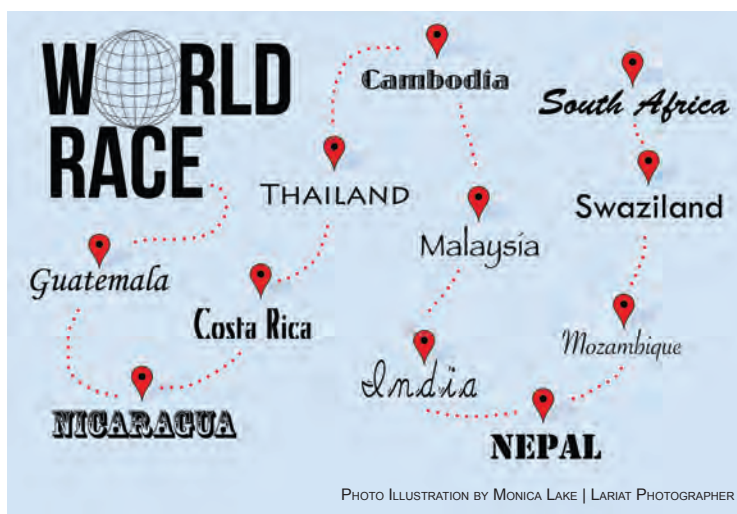 WORLD
RACE
Guatemala
NICARAGUA
Costa Rica
THAILAND
Cambodia
Malaysia
India
NEPAL
Mozambique
Swaziland
South Africa
PHOTO ILLUSTRATION BY MONICA LAKE | LARIAT PHOTOGRAPHER